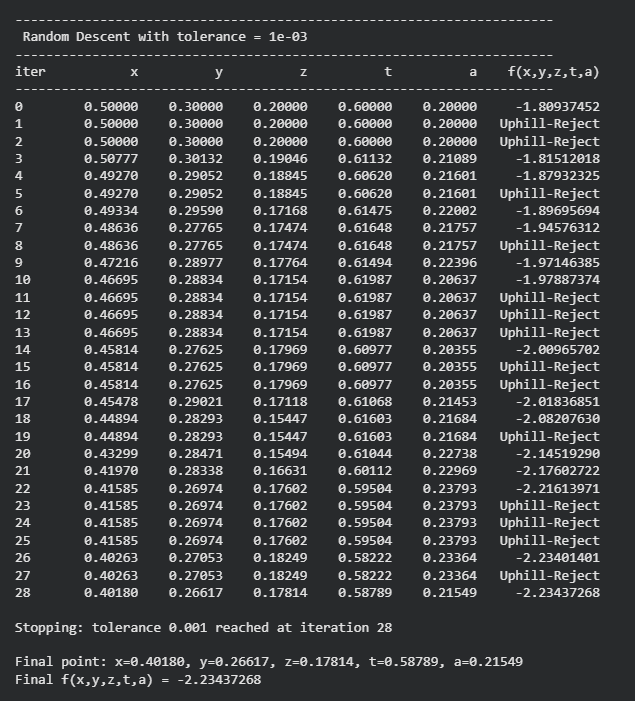 ----------------------------------------------------------------------
Random Descent with tolerance = 1e-03
----------------------------------------------------------------------
iter x y z t a f(x,y,z,t,a)
----------------------------------------------------------------------
0 0.50000 0.30000 0.20000 0.60000 0.20000 -1.80937452
1 0.50000 0.30000 0.20000 0.60000 0.20000 Uphill-Reject
2 0.50000 0.30000 0.20000 0.60000 0.20000 Uphill-Reject
3 0.50777 0.30132 0.19046 0.61132 0.21089 -1.81512018
4 0.49270 0.29052 0.18845 0.60620 0.21601 -1.87932325
5 0.49270 0.29052 0.18845 0.60620 0.21601 Uphill-Reject
6 0.49334 0.29590 0.17168 0.61475 0.22002 -1.89695694
7 0.48636 0.27765 0.17474 0.61648 0.21757 -1.94576312
8 0.48636 0.27765 0.17474 0.61648 0.21757 Uphill-Reject
9 0.47216 0.28977 0.17764 0.61494 0.22396 -1.97146385
10 0.46695 0.28834 0.17154 0.61987 0.20637 -1.97887374
11 0.46695 0.28834 0.17154 0.61987 0.20637 Uphill-Reject
12 0.46695 0.28834 0.17154 0.61987 0.20637 Uphill-Reject
13 0.46695 0.28834 0.17154 0.61987 0.20637 Uphill-Reject
14 0.45814 0.27625 0.17969 0.60977 0.20355 -2.00965702
15 0.45814 0.27625 0.17969 0.60977 0.20355 Uphill-Reject
16 0.45814 0.27625 0.17969 0.60977 0.20355 Uphill-Reject
17 0.45478 0.29021 0.17118 0.61068 0.21453 -2.01836851
18 0.44894 0.28293 0.15447 0.61603 0.21684 -2.08207630
19 0.44894 0.28293 0.15447 0.61603 0.21684 Uphill-Reject
20 0.43299 0.28471 0.15494 0.61044 0.22738 -2.14519290
21 0.41970 0.28338 0.16631 0.60112 0.22969 -2.17602722
22 0.41585 0.26974 0.17602 0.59504 0.23793 -2.21613971
23 0.41585 0.26974 0.17602 0.59504 0.23793 Uphill-Reject
24 0.41585 0.26974 0.17602 0.59504 0.23793 Uphill-Reject
25 0.41585 0.26974 0.17602 0.59504 0.23793 Uphill-Reject
26 0.40263 0.27053 0.18249 0.58222 0.23364 -2.23401401
27 0.40263 0.27053 0.18249 0.58222 0.23364 Uphill-Reject
28 0.40180 0.26617 0.17814 0.58789 0.21549 -2.23437268
Stopping: tolerance 0.001 reached at iteration 28
Final point: x=0.40180, y=0.26617, z=0.17814, t=0.58789, a=0.21549
Final f(x,y,z,t,a) = -2.23437268